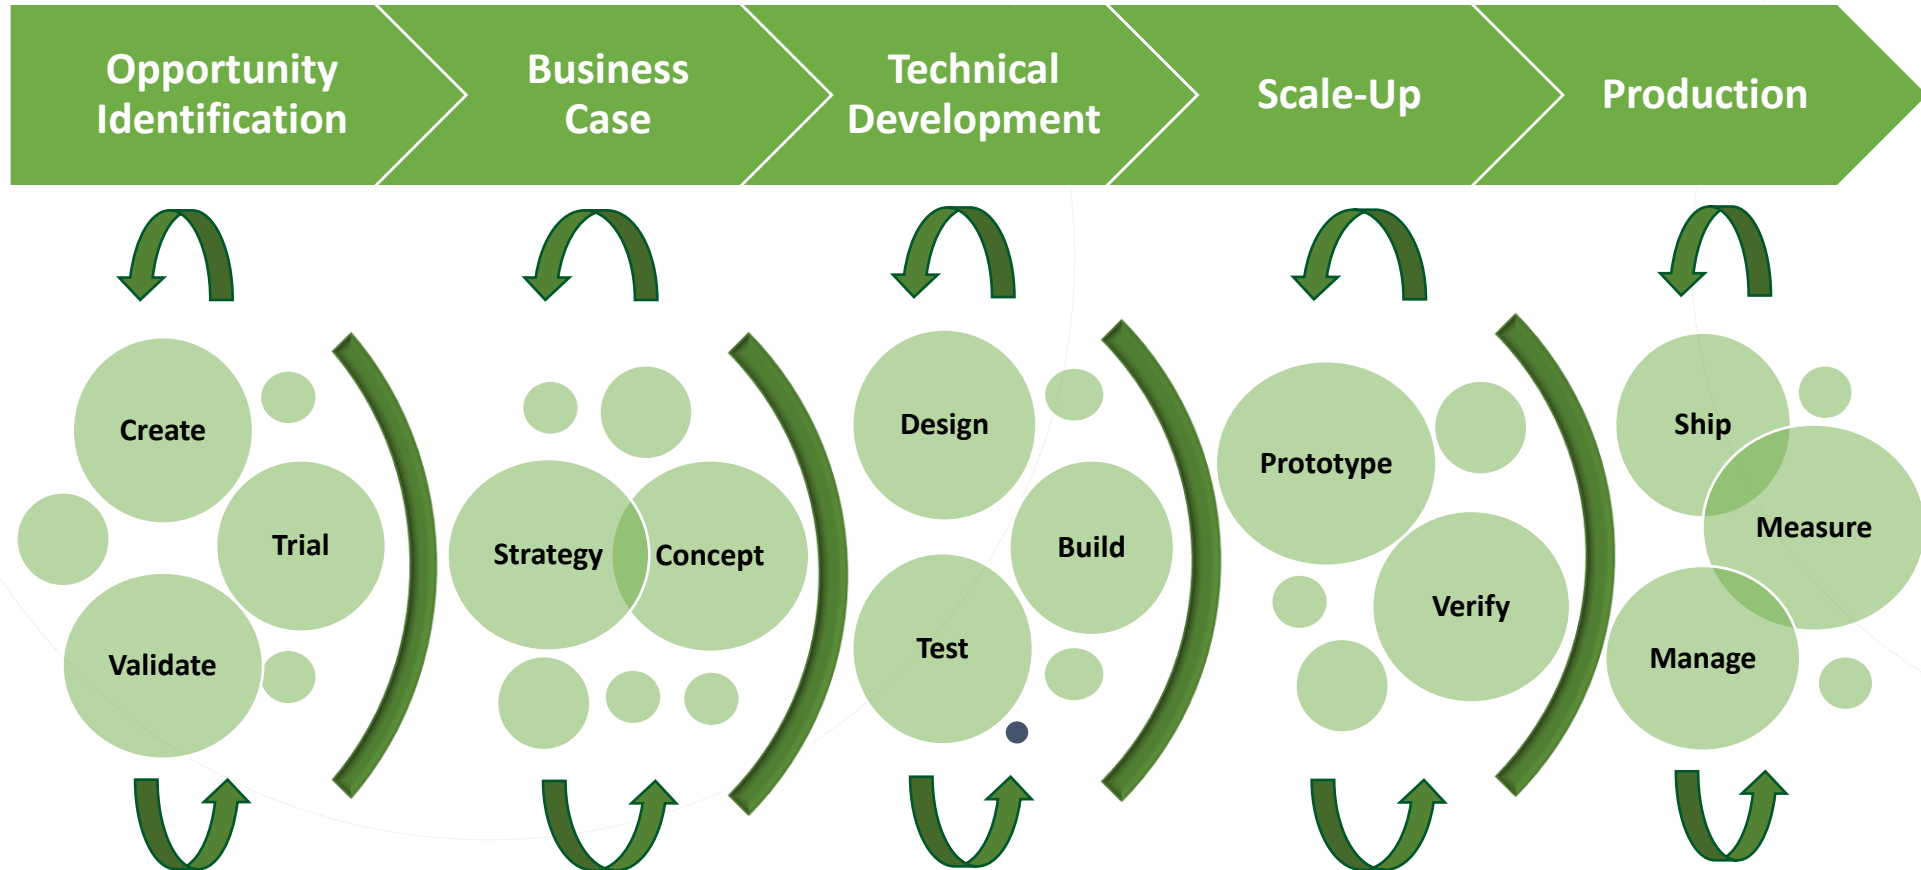 Opportunity
Identification
Business
Case
Technical
Development
Scale-Up
Production
Create
Trial
Validate
Strategy
Concept
Design
Build
Test
Prototype
Verify
Ship
Measure
Manage